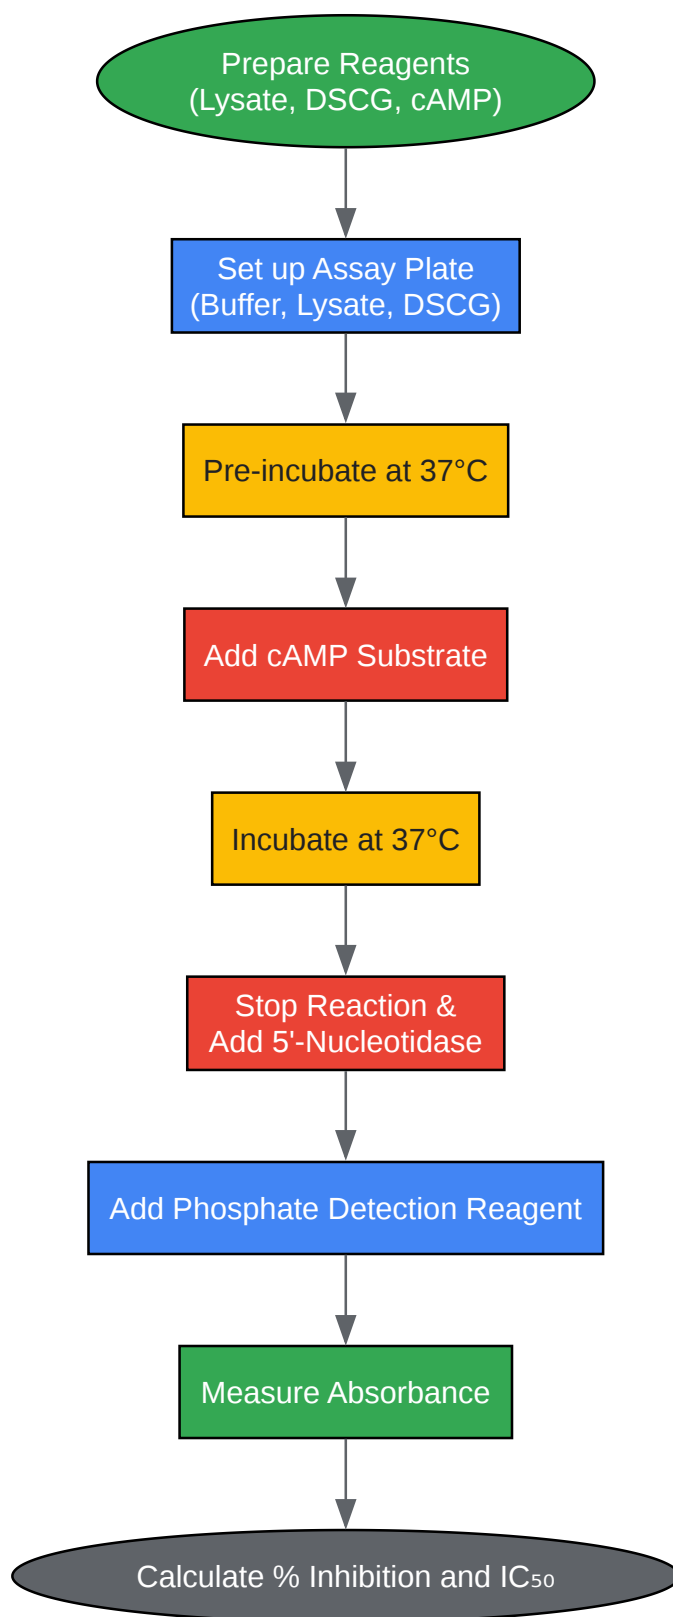 Prepare Reagents
(Lysate, DSCG, cAMP)
Set up Assay Plate
(Buffer, Lysate, DSCG)
Pre-incubate at 37°C
Add cAMP Substrate
Incubate at 37°C
Stop Reaction &
Add 5'-Nucleotidase
Add Phosphate Detection Reagent
Measure Absorbance
Calculate % Inhibition and IC₅₀